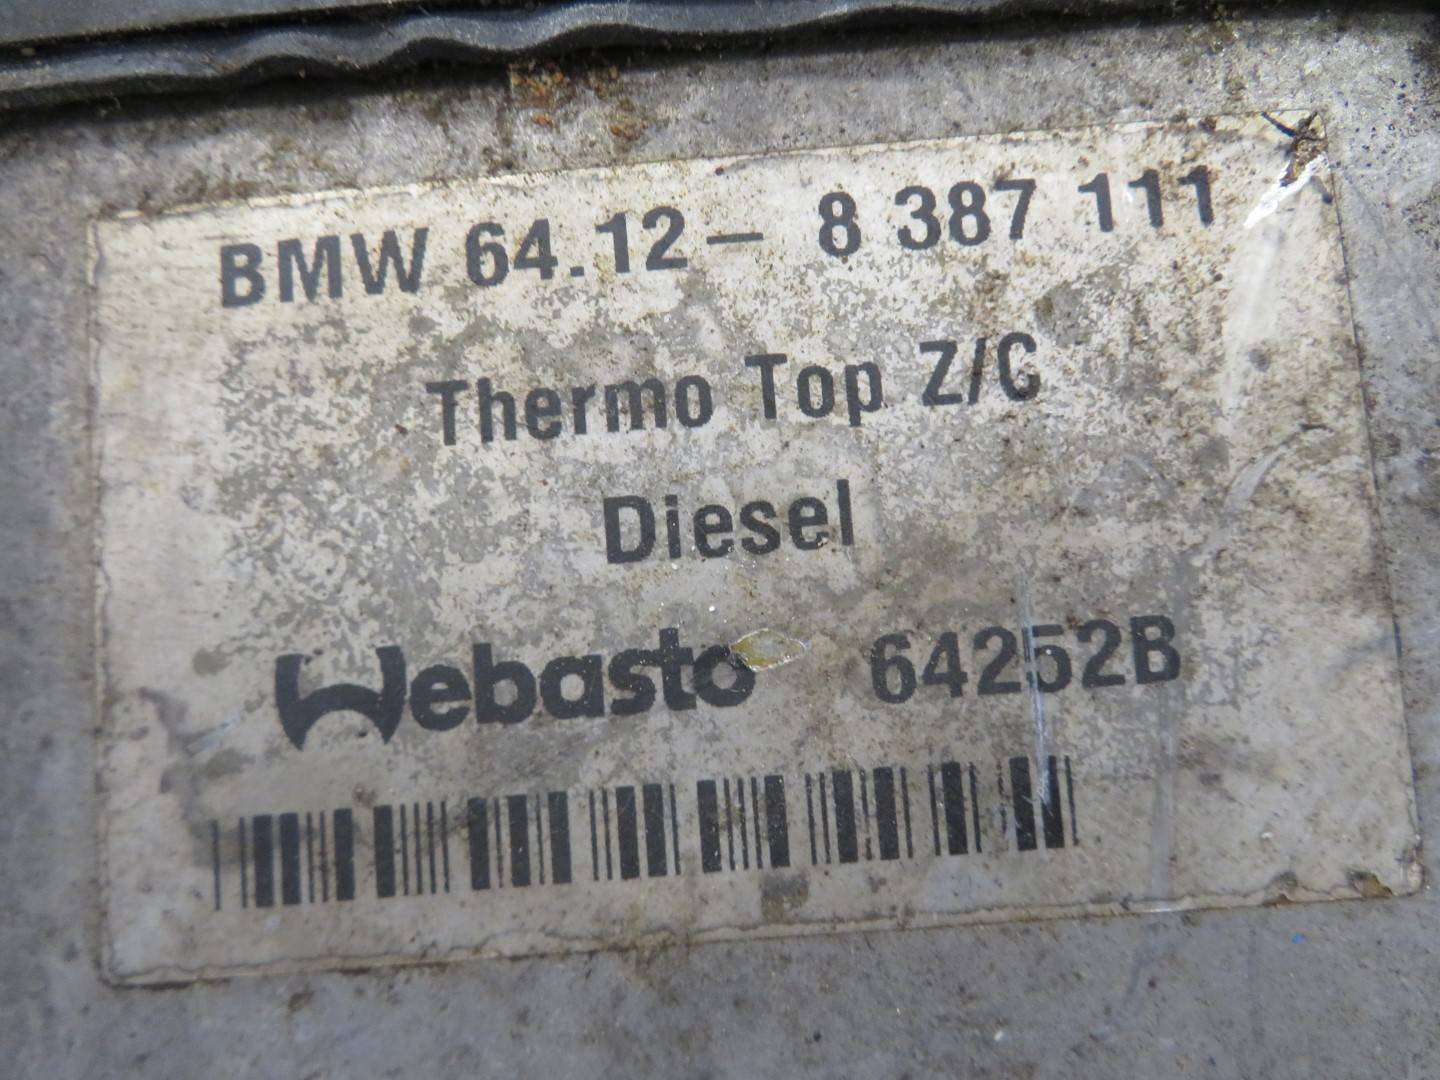 BMW 64.12 - 8 387 111
Thermo Top Z/C
Diesel
Webasto 64252B